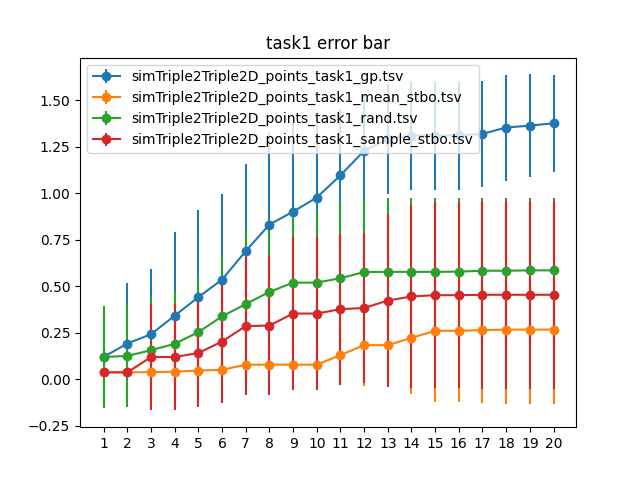 task1 error bar
simTriple2Triple2D_points_task1_gp.tsv
simTriple2Triple2D_points_task1_mean_stbo.tsv
simTriple2Triple2D_points_task1_rand.tsv
simTriple2Triple2D_points_task1_sample_stbo.tsv
1.50
1.25
1.00
0.75
0.50
0.25
0.00
−0.25
1 2 3 4 5 6 7 8 9 10 11 12 13 14 15 16 17 18 19 20